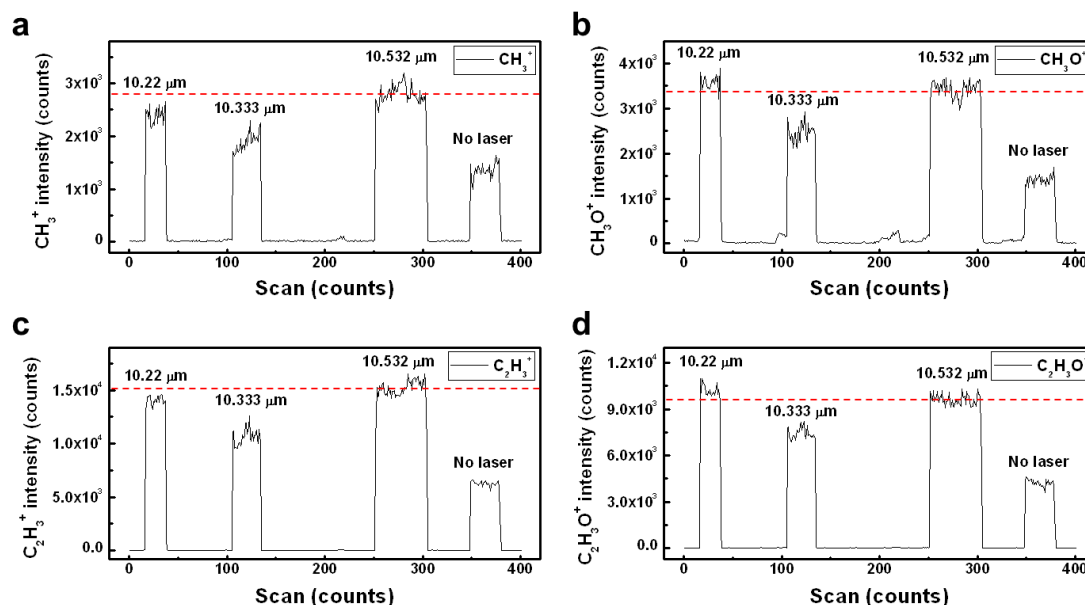 a
10.22 μm
10.333 μm
10.532 μm
No laser
CH₃⁺
3x10³
2x10³
1x10³
0
CH₃⁺ intensity (counts)
0 100 200 300 400
Scan (counts)
b
10.22 μm
10.333 μm
10.532 μm
No laser
CH₃O⁺
4x10³
3x10³
2x10³
1x10³
0
CH₃O⁺ intensity (counts)
0 100 200 300 400
Scan (counts)
c
10.22 μm
10.333 μm
10.532 μm
No laser
C₂H₃⁺
1.5x10⁴
1.0x10⁴
5.0x10³
0.0
C₂H₃⁺ intensity (counts)
0 100 200 300 400
Scan (counts)
d
10.22 μm
10.333 μm
10.532 μm
No laser
C₂H₃O⁺
1.2x10⁴
9.0x10³
6.0x10³
3.0x10³
0.0
C₂H₃O⁺ intensity (counts)
0 100 200 300 400
Scan (counts)